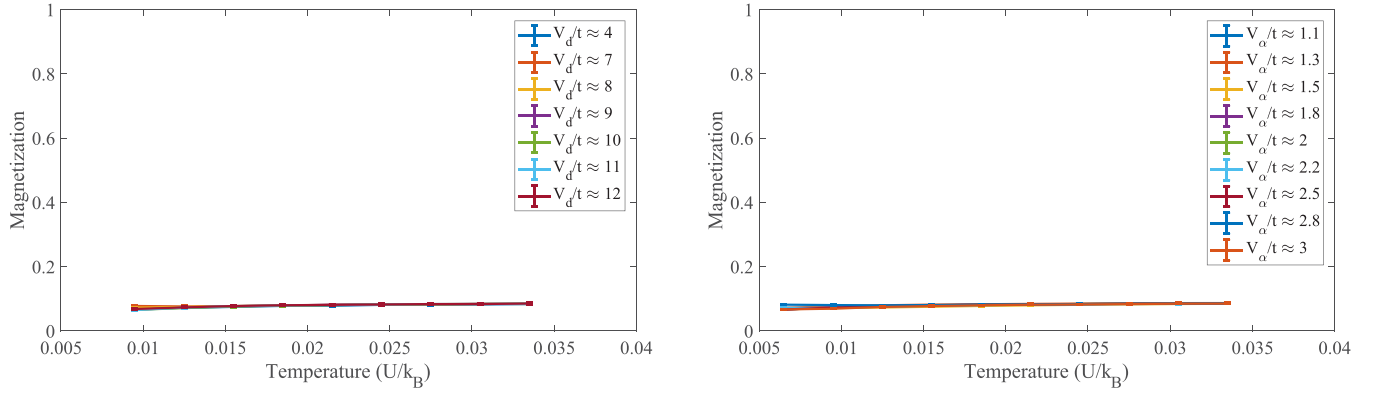 1
0.8
0.6
0.4
0.2
0
Magnetization
0.005 0.01 0.015 0.02 0.025 0.03 0.035 0.04
Temperature (U/k_B)
V_d/t ≈ 4
V_d/t ≈ 7
V_d/t ≈ 8
V_d/t ≈ 9
V_d/t ≈ 10
V_d/t ≈ 11
V_d/t ≈ 12
1
0.8
0.6
0.4
0.2
0
Magnetization
0.005 0.01 0.015 0.02 0.025 0.03 0.035 0.04
Temperature (U/k_B)
V_α/t ≈ 1.1
V_α/t ≈ 1.3
V_α/t ≈ 1.5
V_α/t ≈ 1.8
V_α/t ≈ 2
V_α/t ≈ 2.2
V_α/t ≈ 2.5
V_α/t ≈ 2.8
V_α/t ≈ 3